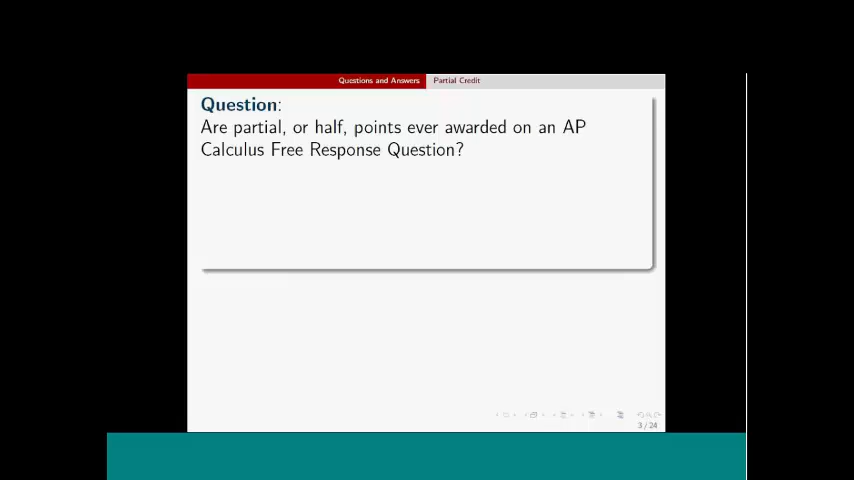 Questions and Answers
Partial Credit
Question:
Are partial, or half, points ever awarded on an AP
Calculus Free Response Question?
3 / 24